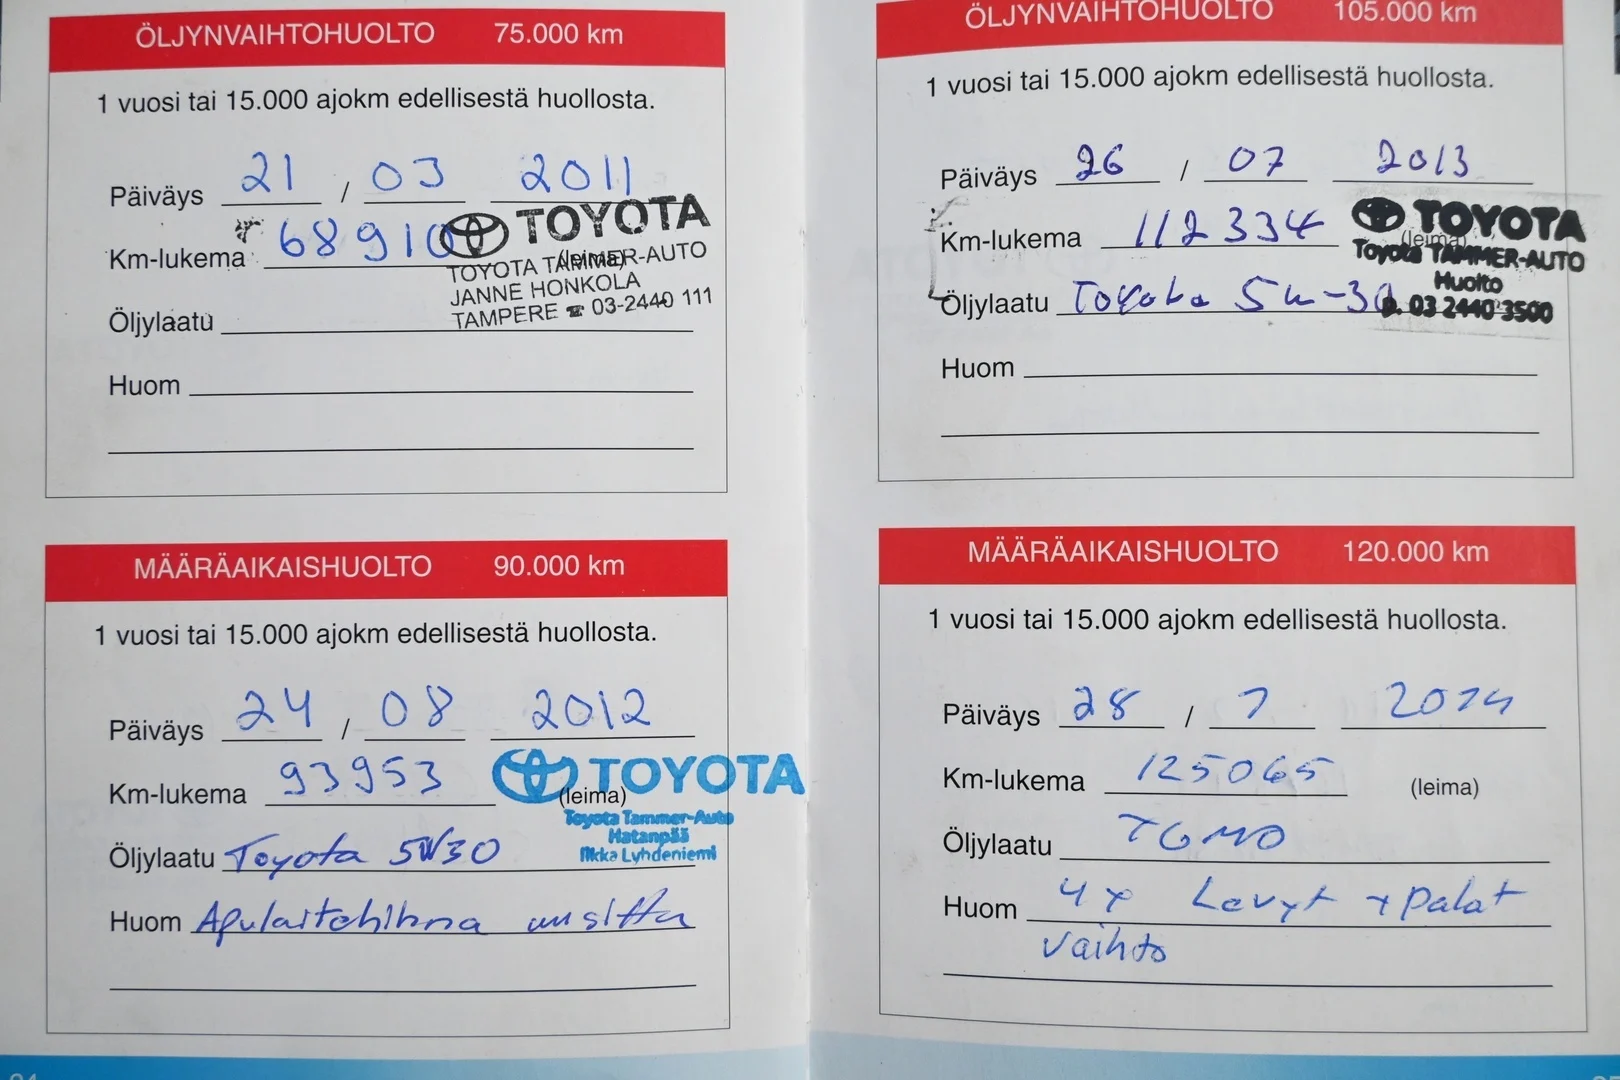 ÖLJYNVAIHTOHUOLTO 75.000 km
1 vuosi tai 15.000 ajokm edellisestä huollosta.
Päiväys 21 / 03 2011
Km-lukema 68910 (leima)
TOYOTA
TOYOTA TAMMER-AUTO
JANNE HONKOLA
TAMPERE ☎ 03-2440 111
Öljylaatu
Huom
MÄÄRÄAIKAISHUOLTO 90.000 km
1 vuosi tai 15.000 ajokm edellisestä huollosta.
Päiväys 24 / 08 2012
Km-lukema 93953 (leima)
TOYOTA
Toyota Tammer-Auto
Hatanpää
Ilkka Lyhdeniemi
Öljylaatu Toyota 5W30
Huom Apulaitehihna uusittu
ÖLJYNVAIHTOHUOLTO 105.000 km
1 vuosi tai 15.000 ajokm edellisestä huollosta.
Päiväys 26 / 07 2013
Km-lukema 112334 (leima)
TOYOTA
Toyota TAMMER-AUTO
Huolto
p. 03 2440 3500
Öljylaatu Toyota 5w-30
Huom
MÄÄRÄAIKAISHUOLTO 120.000 km
1 vuosi tai 15.000 ajokm edellisestä huollosta.
Päiväys 28 / 7 2014
Km-lukema 125065 (leima)
Öljylaatu TGMO
Huom 4x Levyt + palat
vaihto